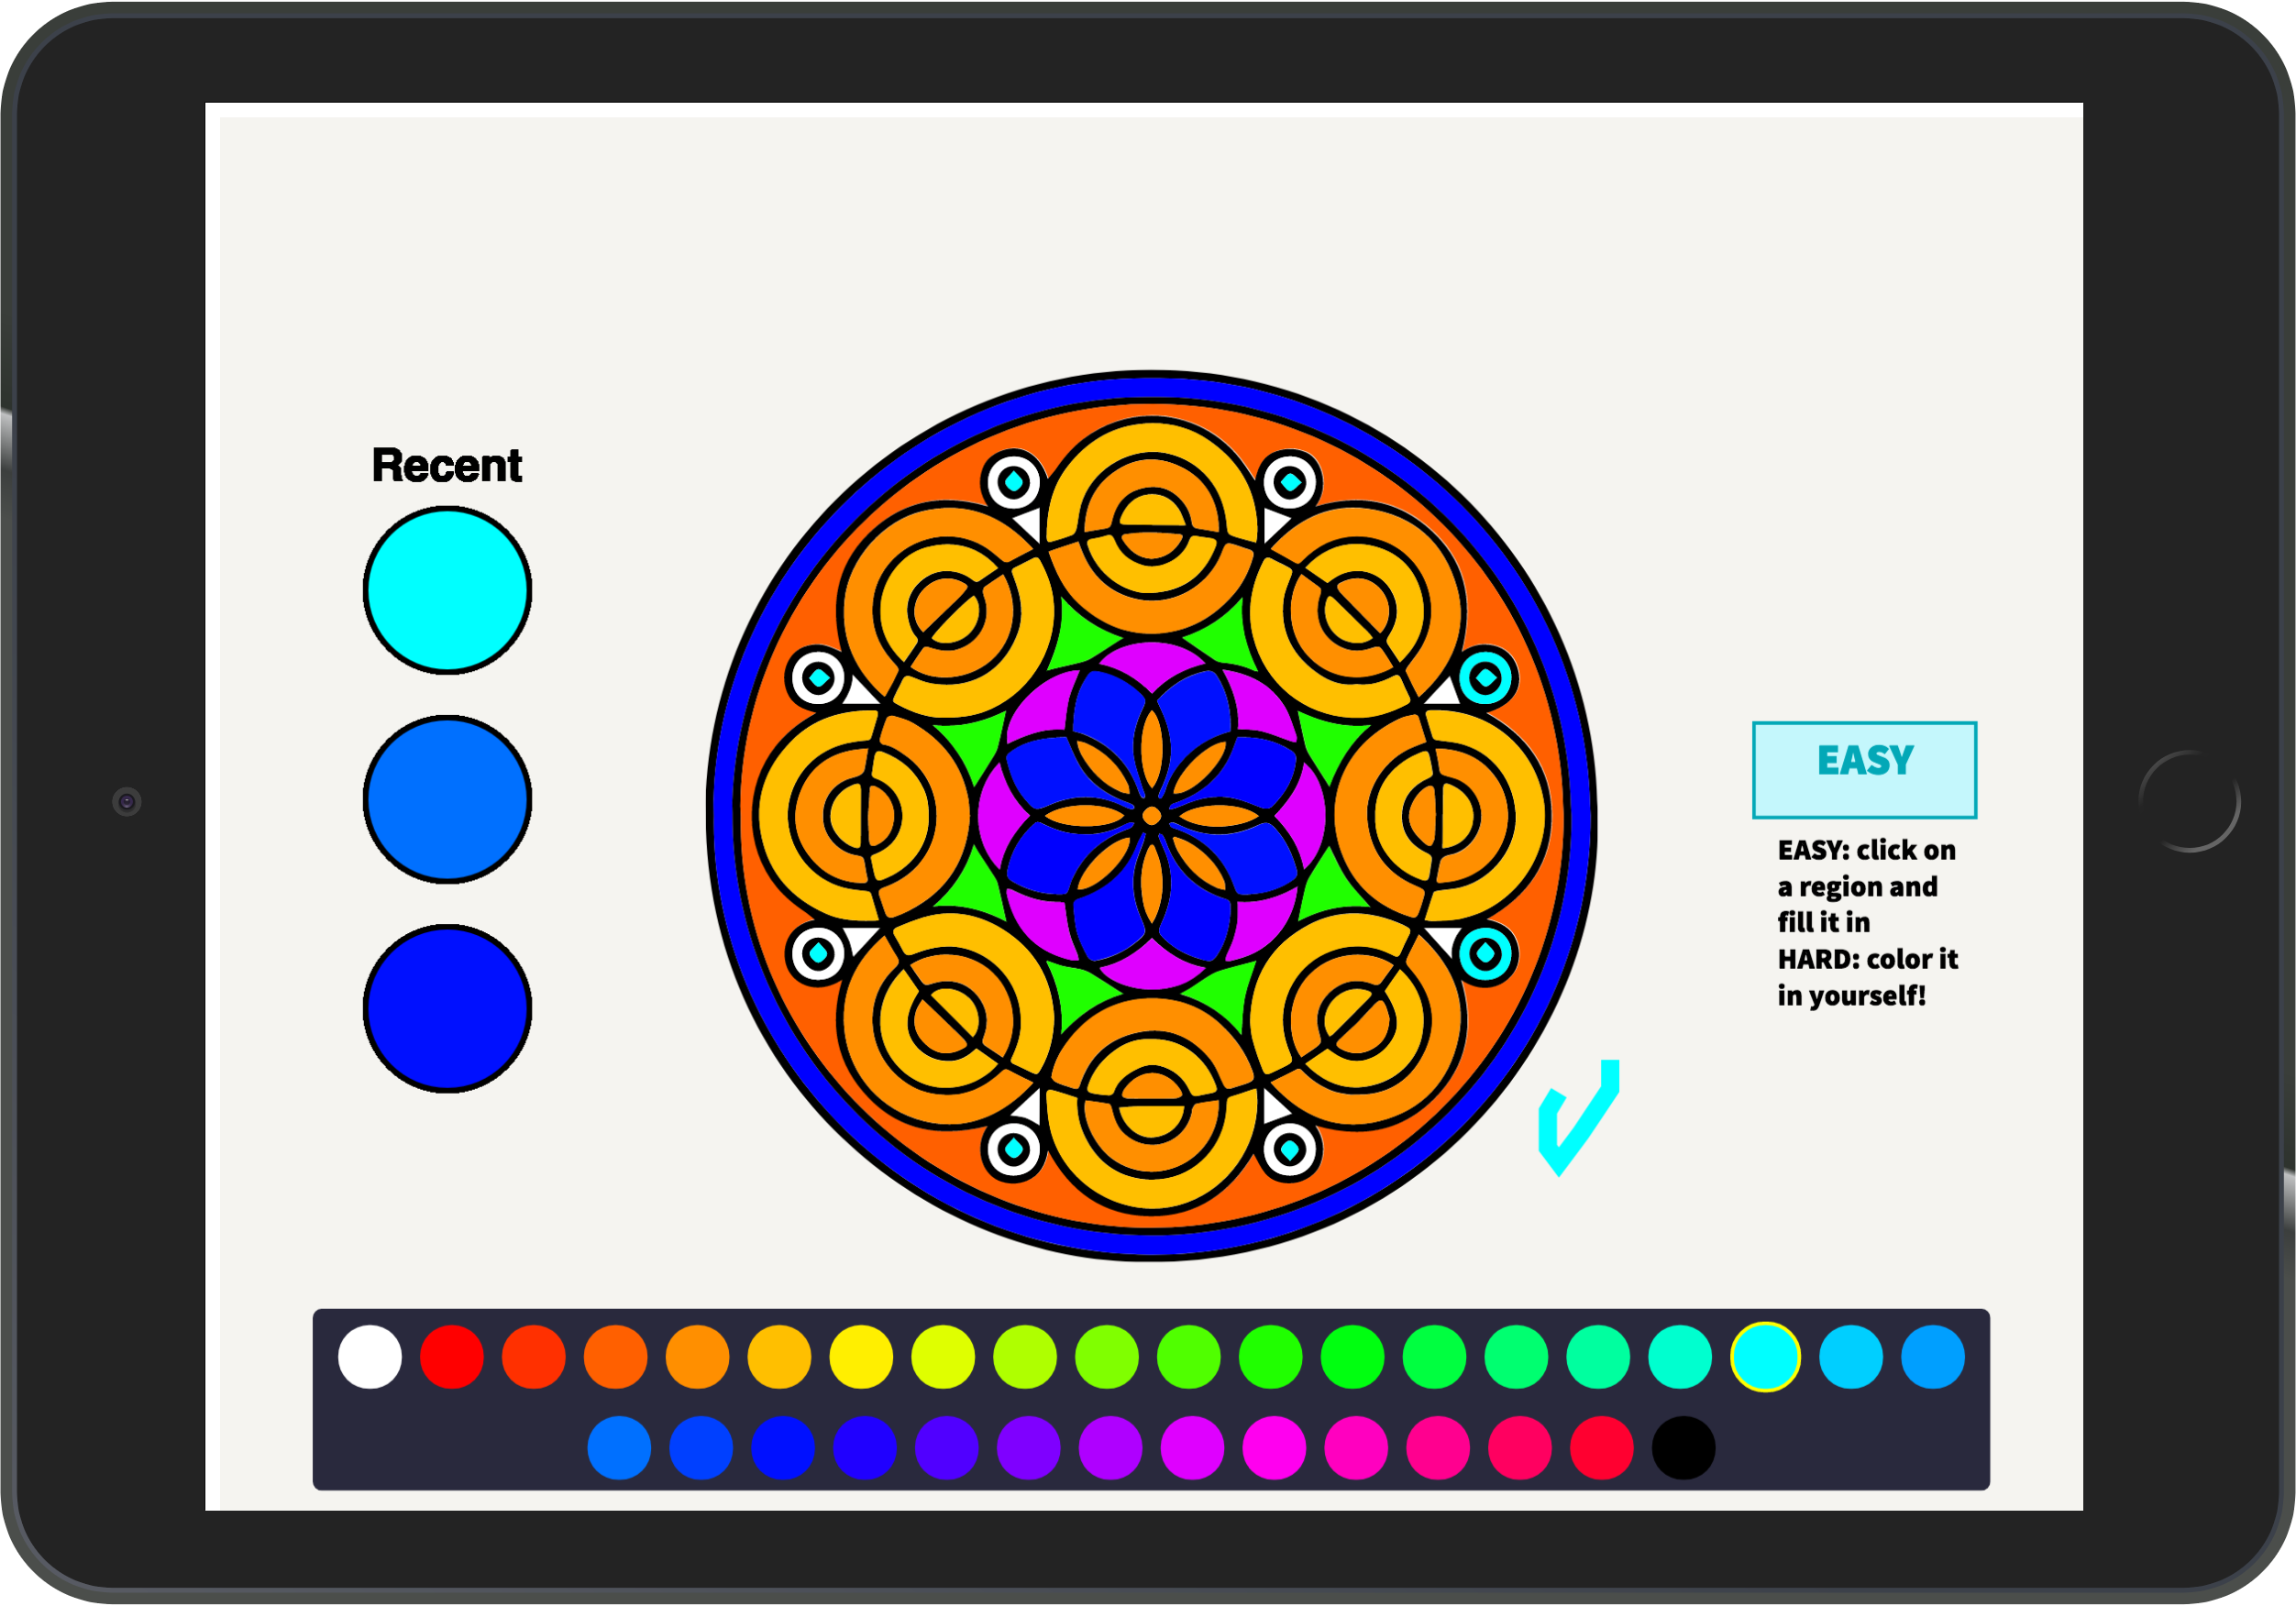 Recent
EASY
EASY: click on
a region and
fill it in
HARD: color it
in yourself!